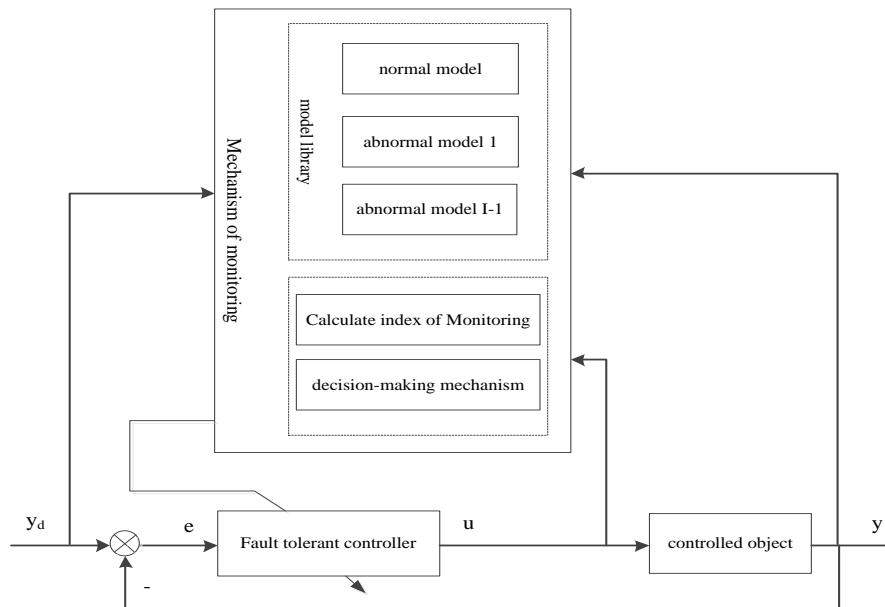 normal model
abnormal model 1
abnormal model I-1
model library
Mechanism of monitoring
Calculate index of Monitoring
decision-making mechanism
y_d
e
Fault tolerant controller
u
controlled object
y
-